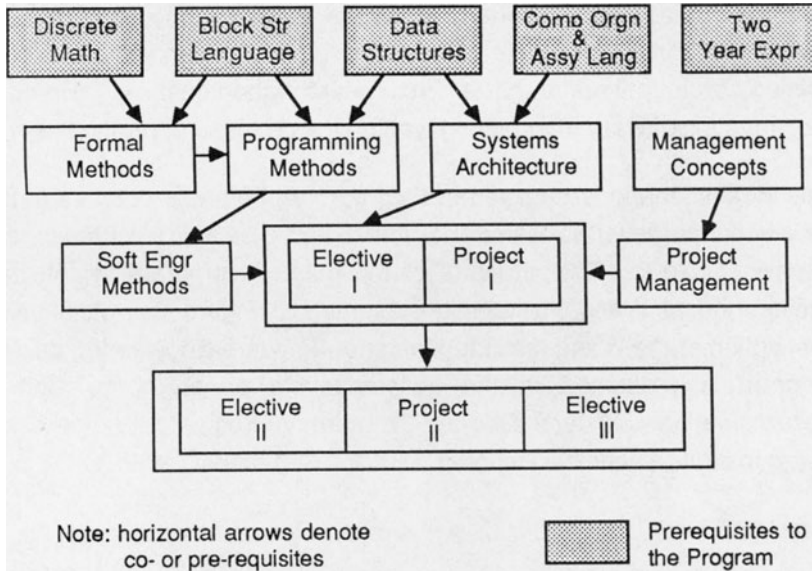 Discrete
Math
Block Str
Language
Data
Structures
Comp Orgn
&
Assy Lang
Two
Year Expr
Formal
Methods
Programming
Methods
Systems
Architecture
Management
Concepts
Soft Engr
Methods
Elective
I
Project
I
Project
Management
Elective
II
Project
II
Elective
III
Note: horizontal arrows denote
co- or pre-requisites
Prerequisites to
the Program